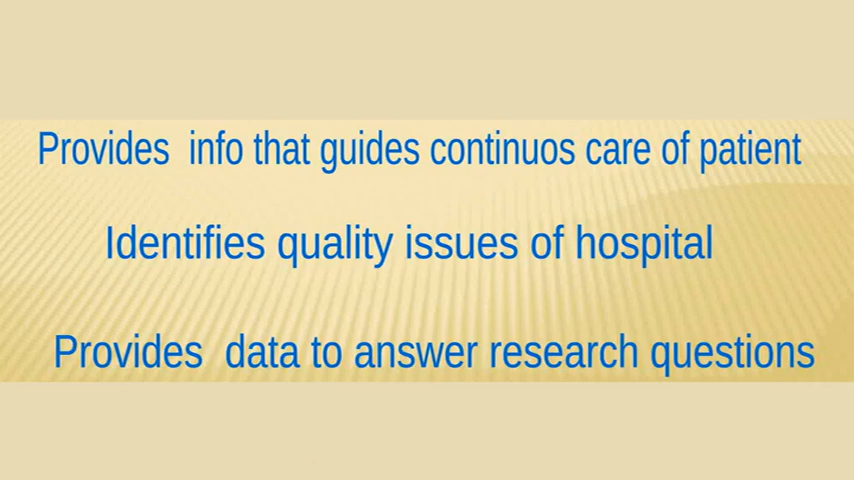 Provides  info that guides continuos care of patient
Identifies quality issues of hospital
Provides  data to answer research questions